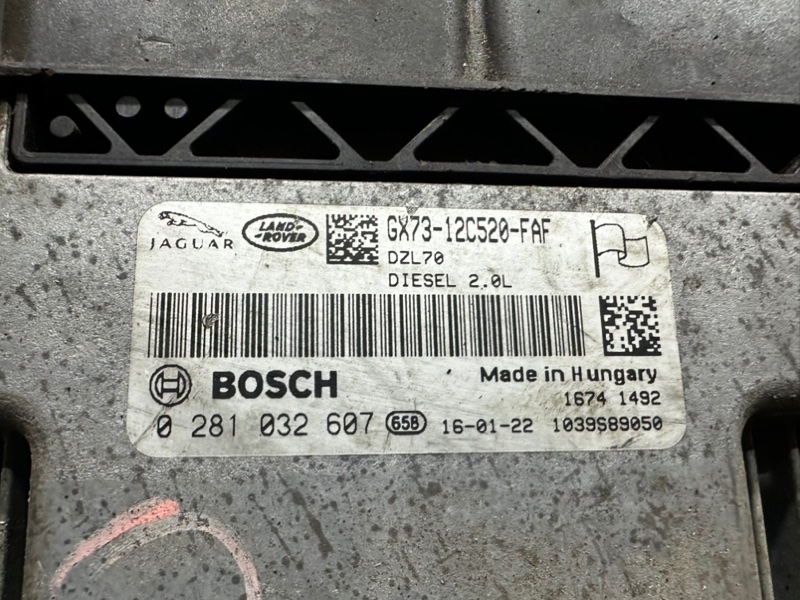 JAGUAR
LAND-
-ROVER
GX73-12C520-FAF
DZL70
DIESEL 2.0L
BOSCH
Made in Hungary
1674 1492
0 281 032 607 658 16-01-22 1039S89050